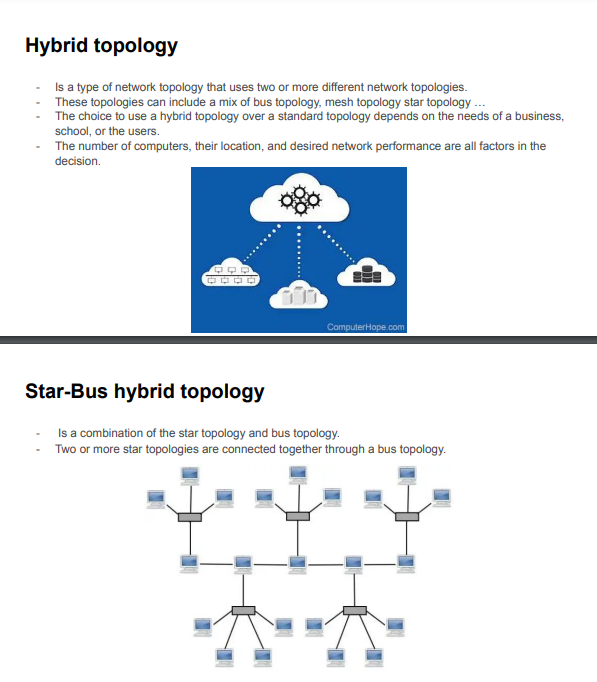 Hybrid topology
- Is a type of network topology that uses two or more different network topologies.
- These topologies can include a mix of bus topology, mesh topology star topology …
- The choice to use a hybrid topology over a standard topology depends on the needs of a business,
school, or the users.
- The number of computers, their location, and desired network performance are all factors in the
decision.
ComputerHope.com
Star-Bus hybrid topology
- Is a combination of the star topology and bus topology.
- Two or more star topologies are connected together through a bus topology.